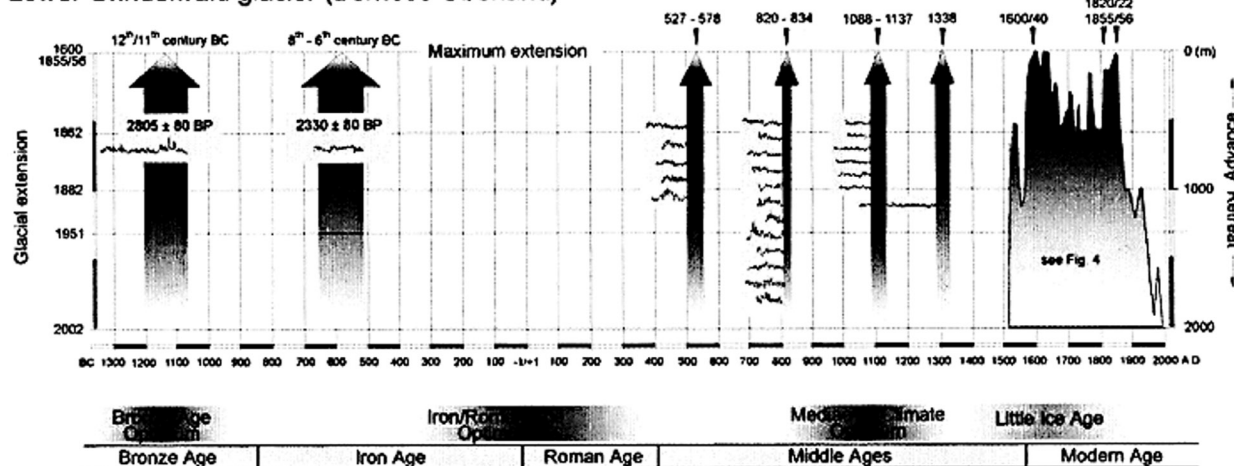 527 - 578 820 - 834 1088 - 1137 1338 1600/40 1820/22
1855/56
12th/11th century BC 8th - 6th century BC Maximum extension
1600
1855/56
0 (m)
2805 ± 80 BP 2330 ± 80 BP
1862
1882
1000
1951
see Fig. 4
2002
2000
Glacial extension
Advance
BC 1300 1200 1100 1000 900 800 700 600 500 400 300 200 100 -1/+1 100 200 300 400 500 600 700 800 900 1000 1100 1200 1300 1400 1500 1600 1700 1800 1900 2000 A D
Little Ice Age
Bronze Age Iron Age Roman Age Middle Ages Modern Age